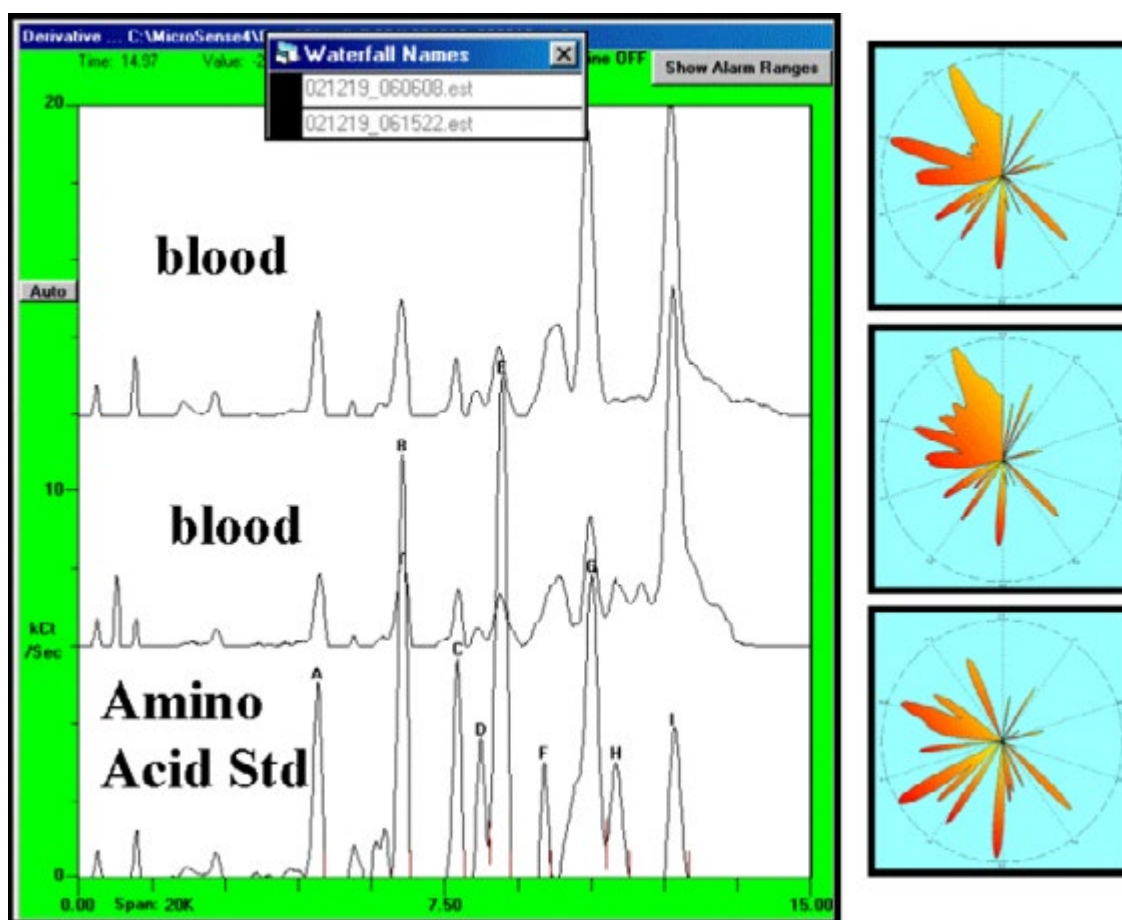 Derivative ... C:\MicroSense4\
Waterfall Names
Time: 14.97 Value: -2
ine OFF
Show Alarm Ranges
021219_060608.est
021219_061522.est
20
blood
Auto
E
B
10
blood
G
kCt
/Sec
C
A
Amino
Acid Std
I
D
F
H
0
0.00 Span: 20K 7.50 15.00